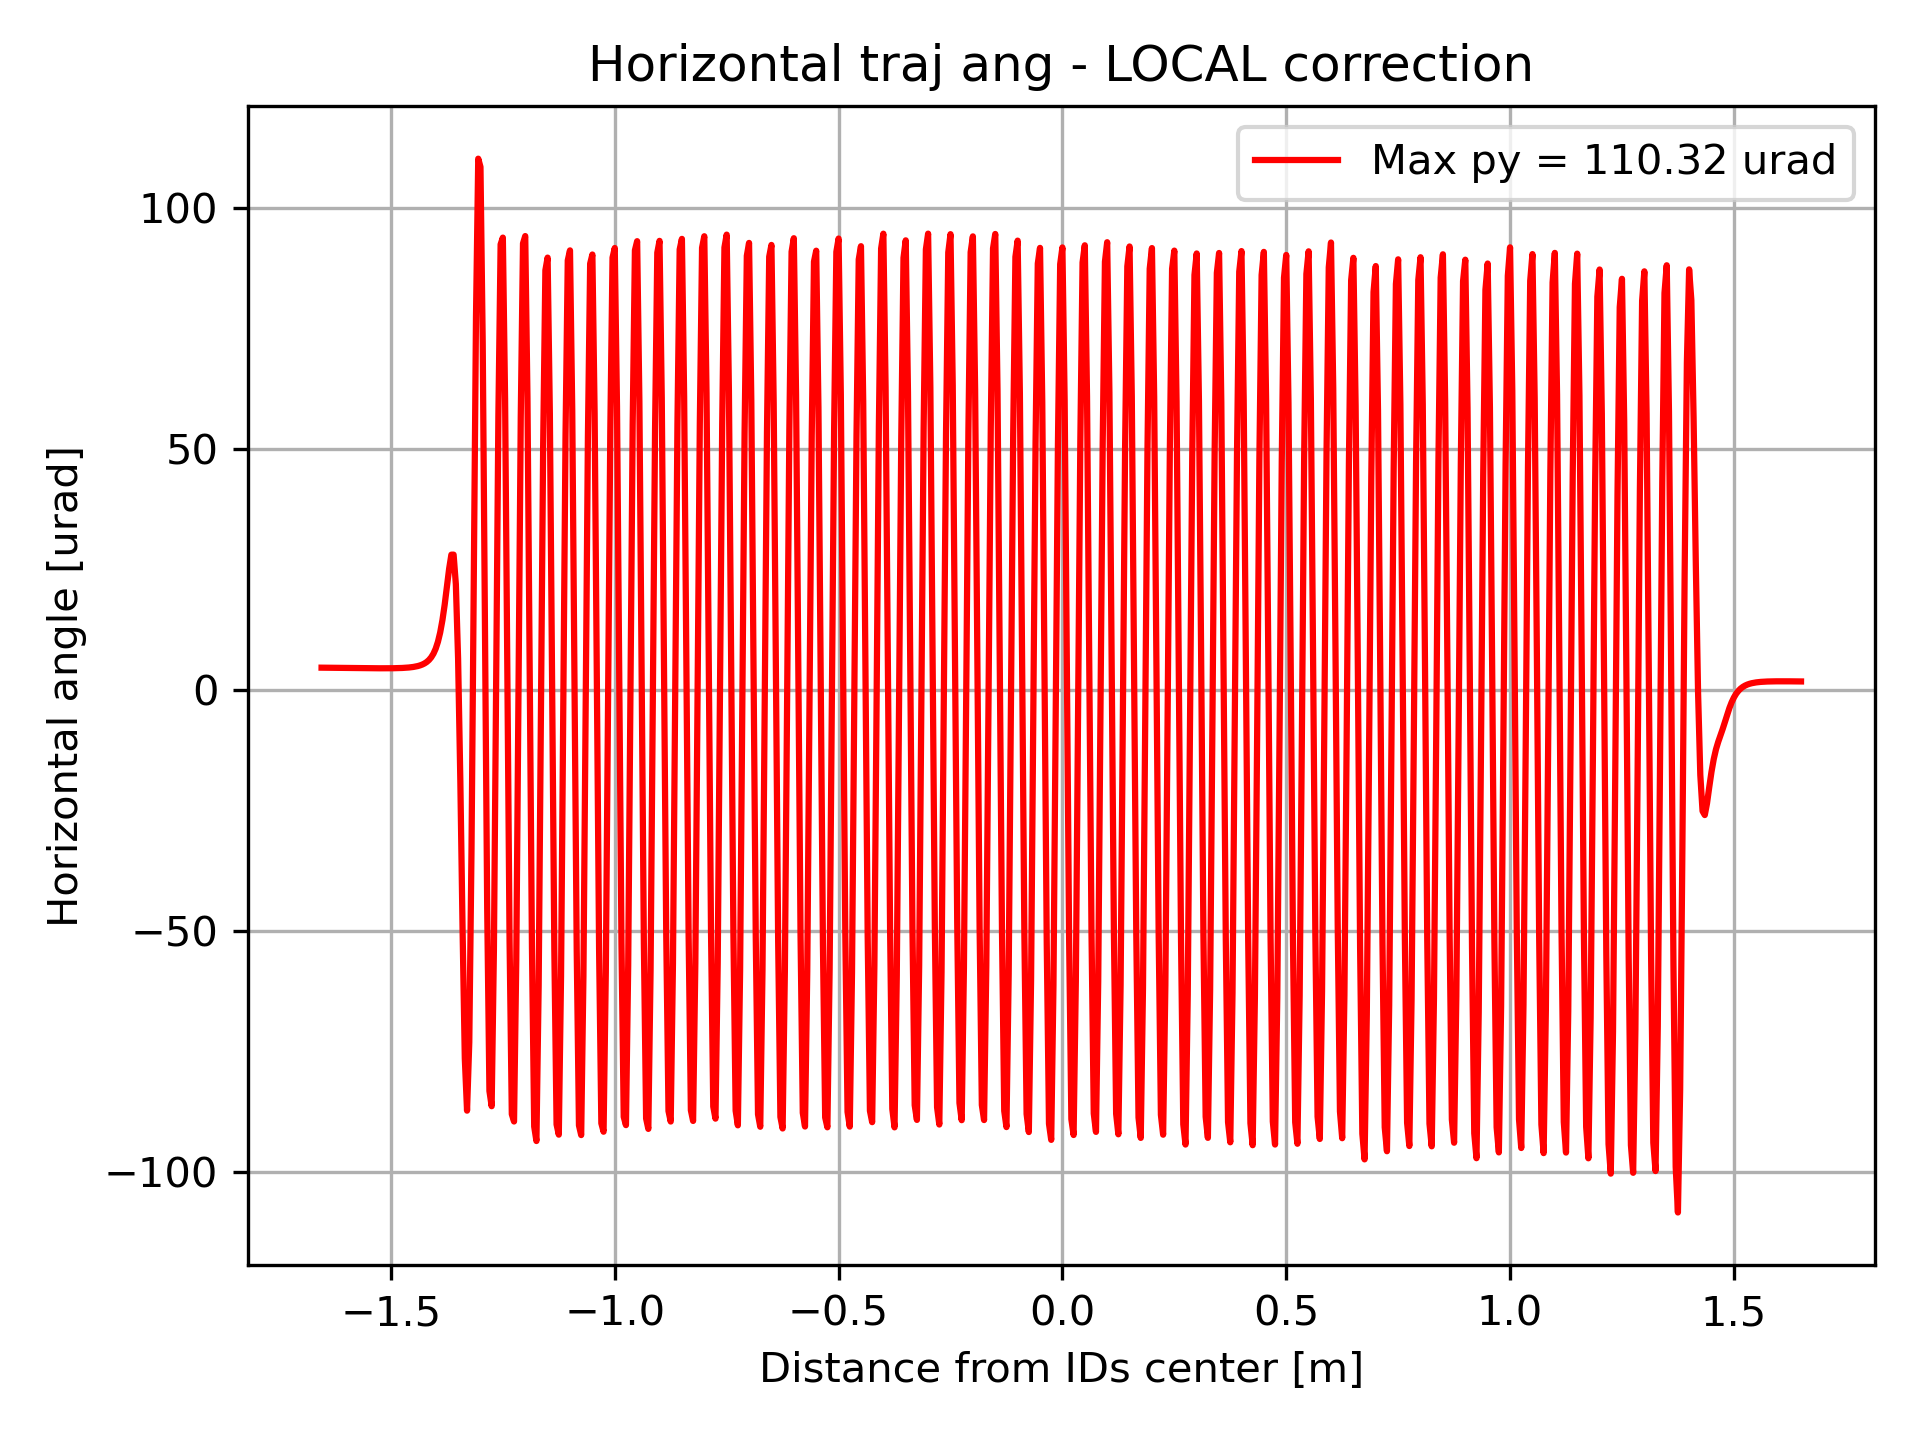 Horizontal traj ang - LOCAL correction
Max py = 110.32 urad
100
50
0
−50
−100
Horizontal angle [urad]
−1.5 −1.0 −0.5 0.0 0.5 1.0 1.5
Distance from IDs center [m]